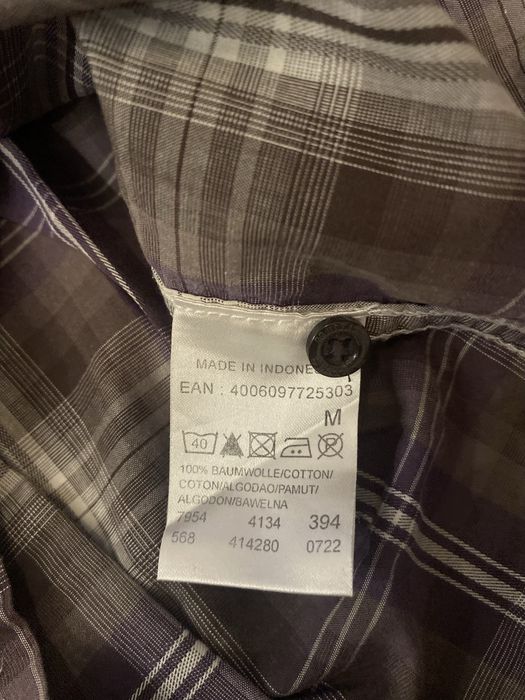 MADE IN INDONE
EAN : 4006097725303
M
40
100% BAUMWOLLE/COTTON/
COTON/ALGODAO/PAMUT/
ALGODON/BAWELNA
7954 4134 394
568 414280 0722